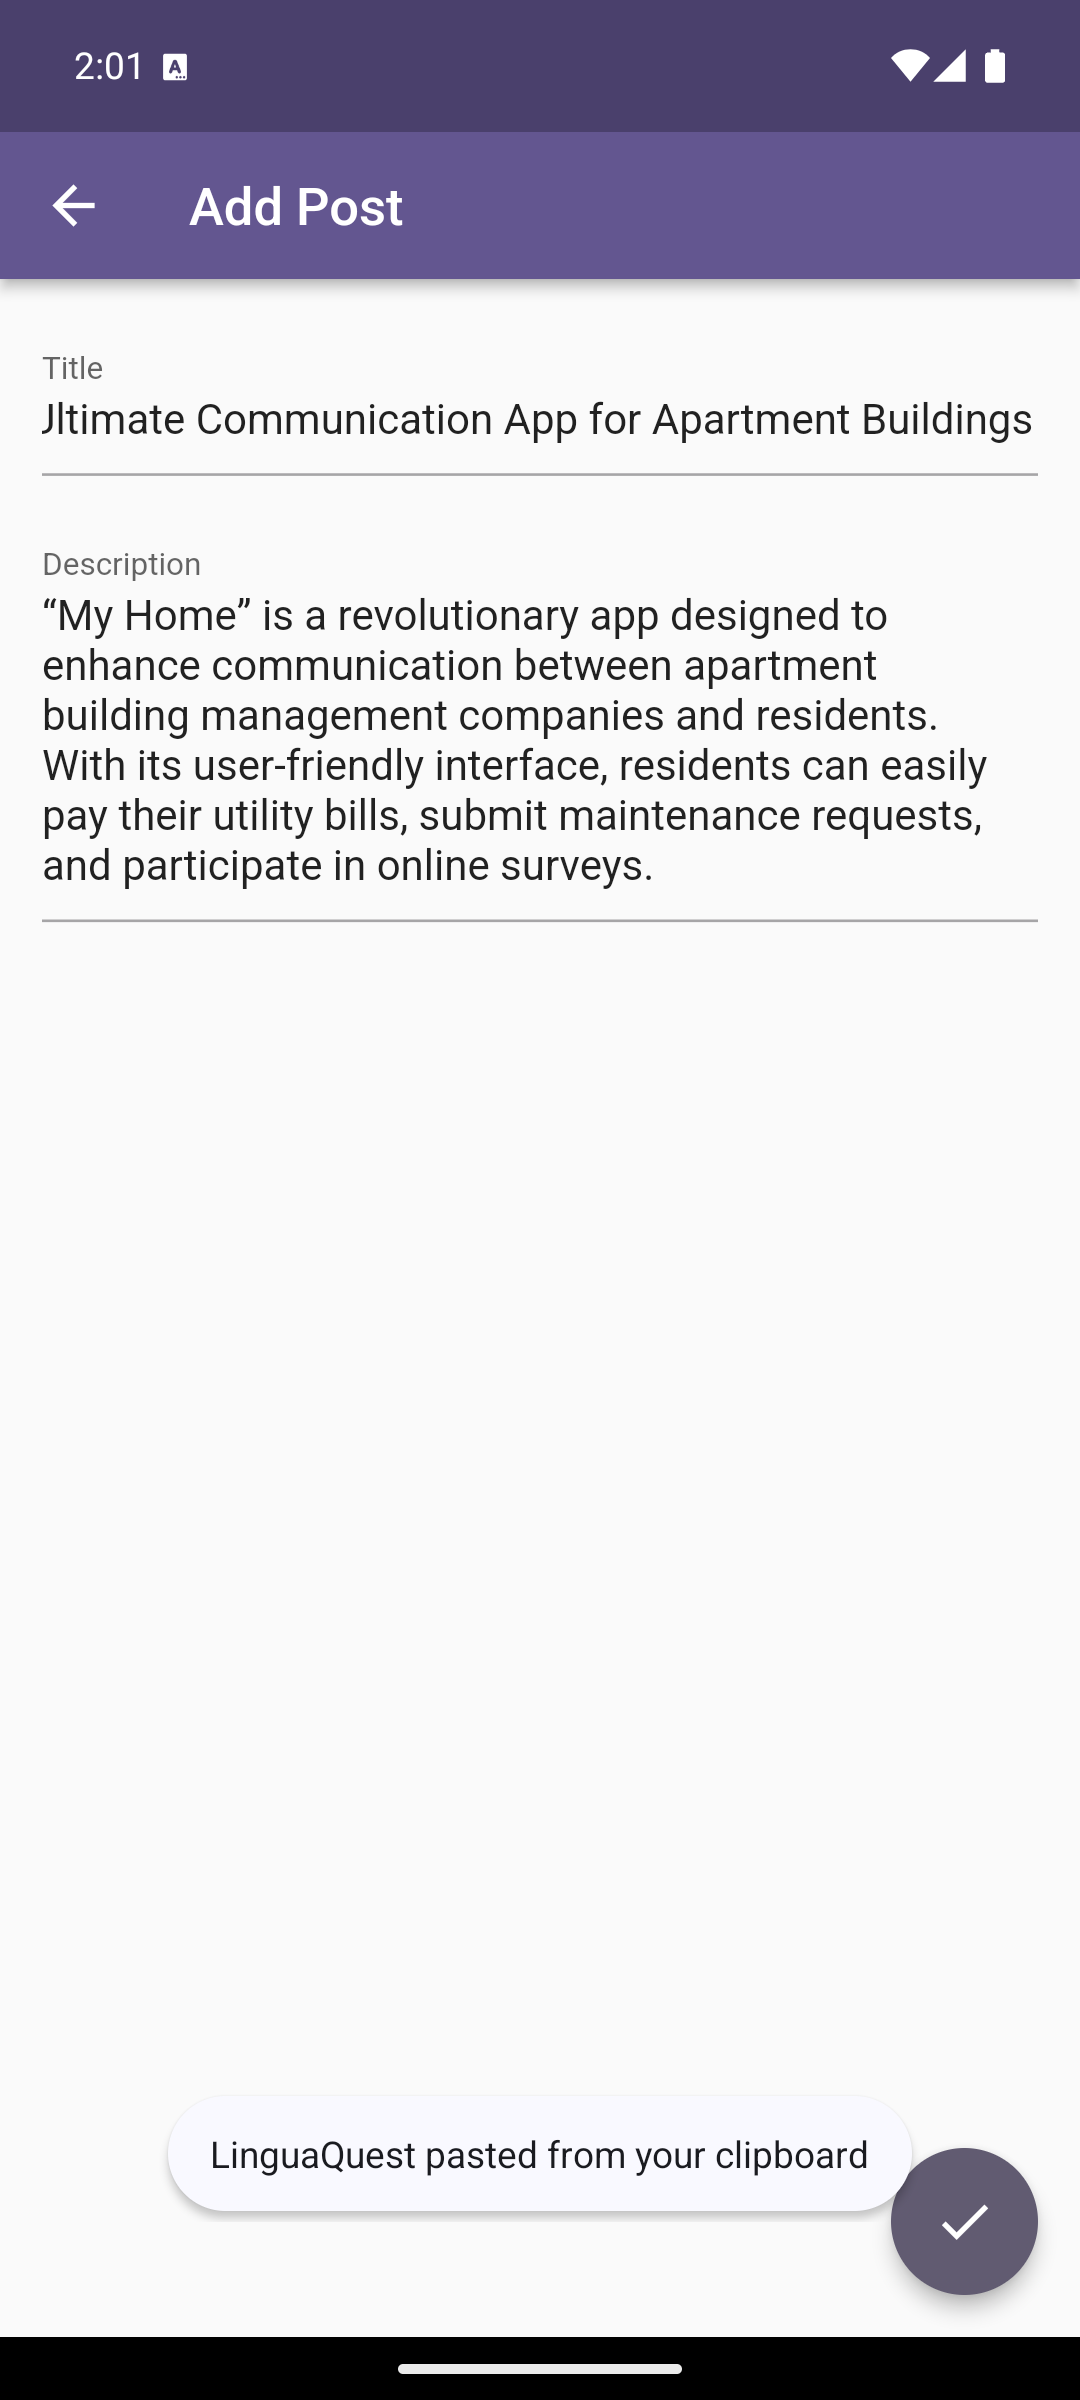 2:01
Add Post
Title
Ultimate Communication App for Apartment Buildings
Description
“My Home” is a revolutionary app designed to
enhance communication between apartment
building management companies and residents.
With its user-friendly interface, residents can easily
pay their utility bills, submit maintenance requests,
and participate in online surveys.
LinguaQuest pasted from your clipboard